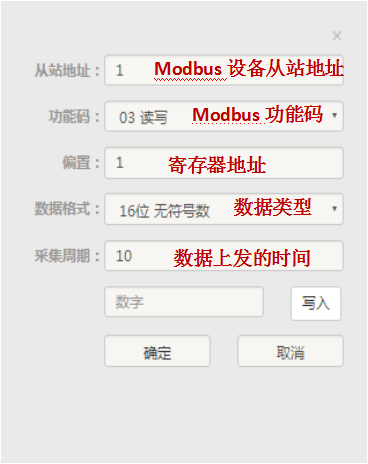 ×
从站地址： 1 Modbus 设备从站地址
功能码： 03 读写 Modbus 功能码
偏置： 1 寄存器地址
数据格式： 16位 无符号数 数据类型
采集周期： 10 数据上发的时间
数字 写入
确定 取消